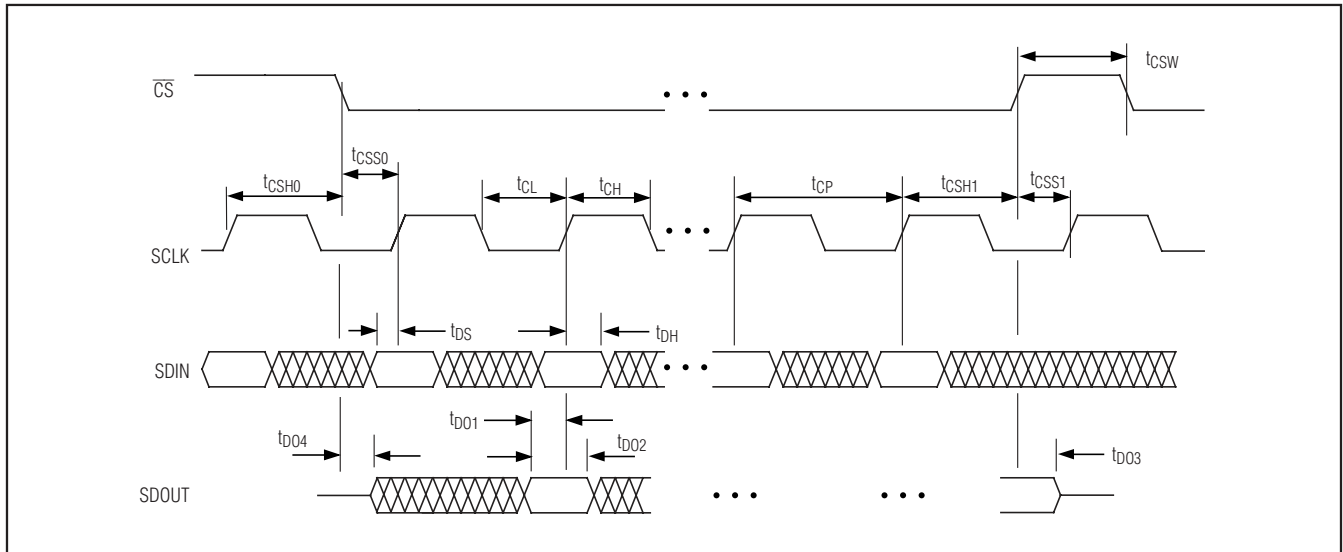 CS
tCSW
tCSS0
tCSH0
tCL
tCH
tCP
tCSH1
tCSS1
SCLK
tDS
tDH
SDIN
tDO1
tDO4
tDO2
tDO3
SDOUT